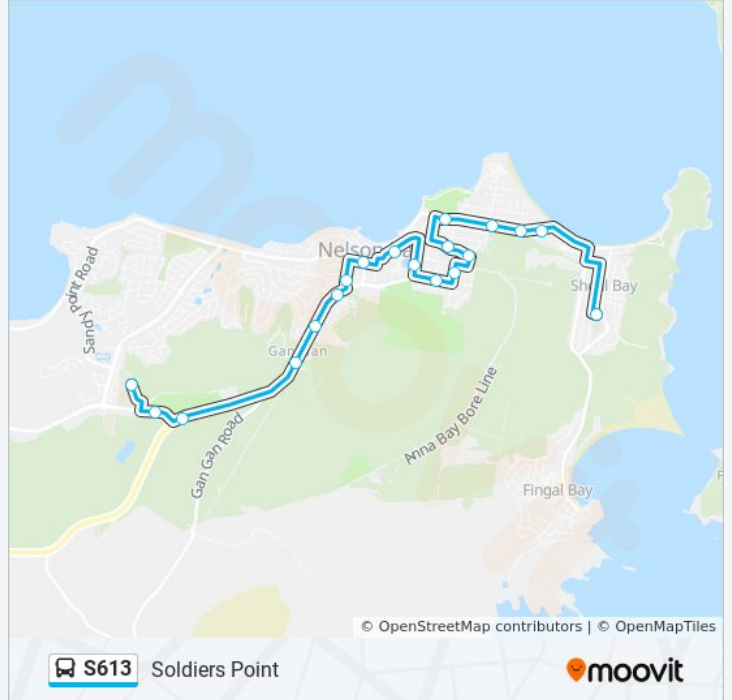 Nelson
Sandy Point Road
Shoal Bay
Gan Gan
Anna Bay Bore Line
Gan Gan Road
Fingal Bay
F
© OpenStreetMap contributors | © OpenMapTiles
S613 Soldiers Point
moovit